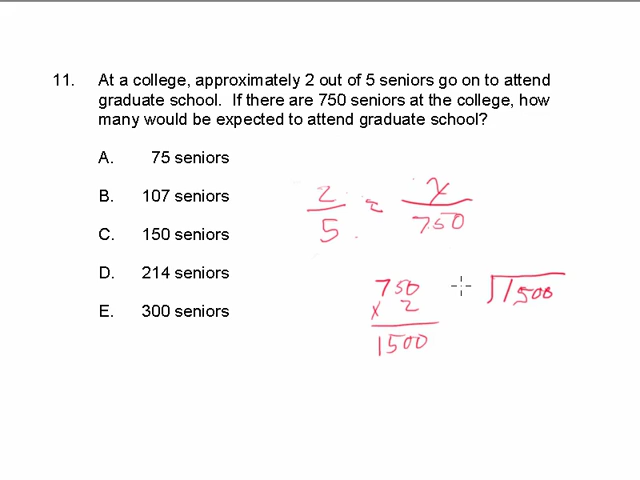 11. At a college, approximately 2 out of 5 seniors go on to attend
graduate school. If there are 750 seniors at the college, how
many would be expected to attend graduate school?
A. 75 seniors
B. 107 seniors
C. 150 seniors
D. 214 seniors
E. 300 seniors
2/5 = x/750
750
x 2
1500
1500